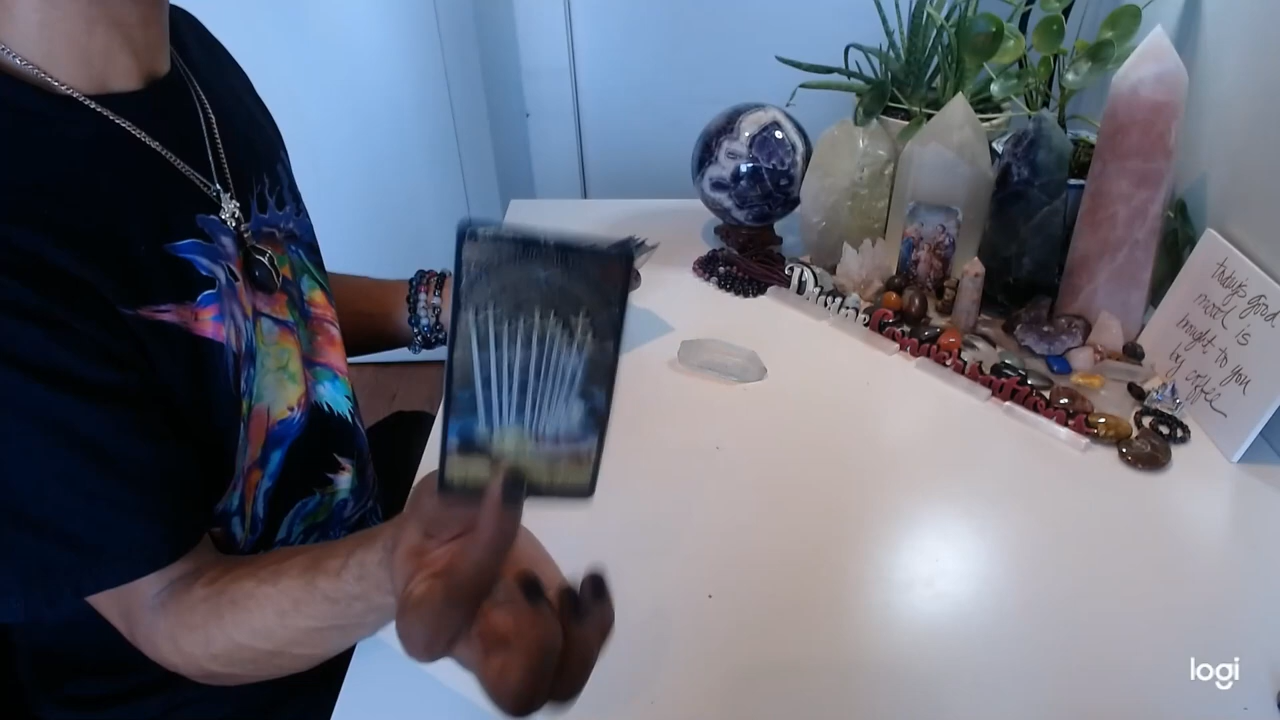 Divine
Conversations
today's good
mood is
brought to you
by coffee
logi